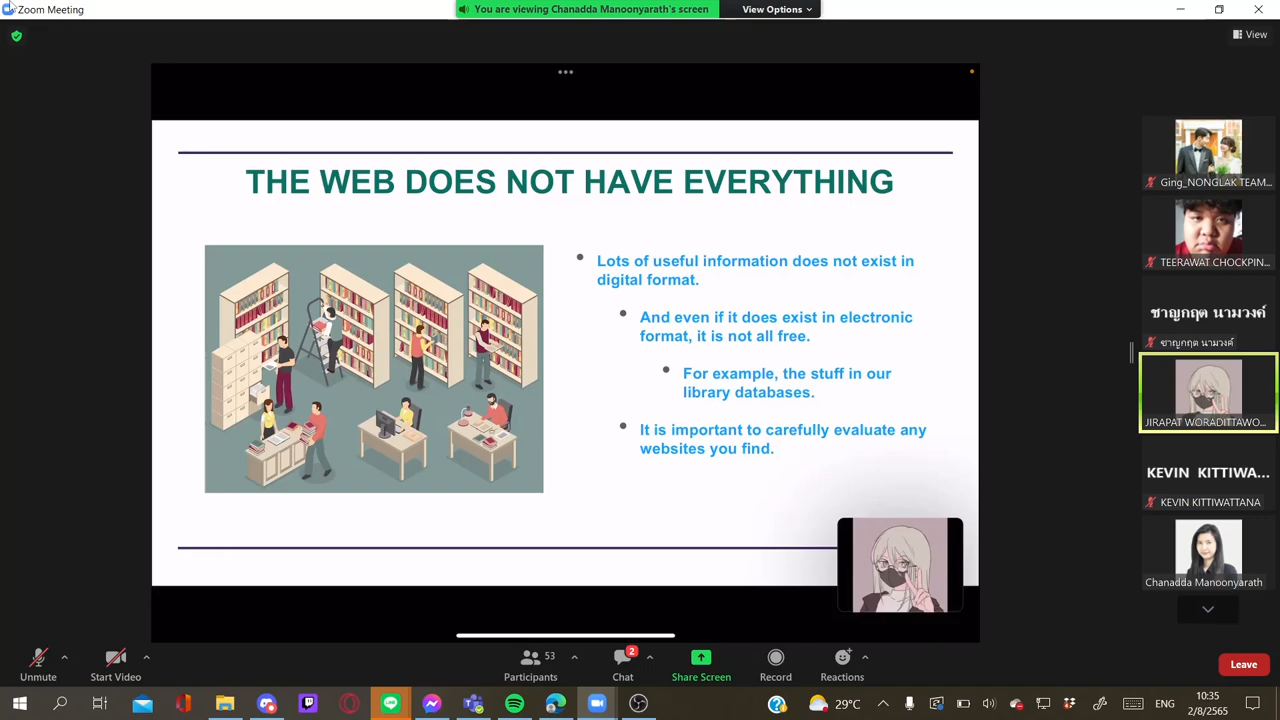 Zoom Meeting
You are viewing Chanadda Manoonyarath's screen
View Options
View
THE WEB DOES NOT HAVE EVERYTHING
Lots of useful information does not exist in
digital format.
And even if it does exist in electronic
format, it is not all free.
For example, the stuff in our
library databases.
It is important to carefully evaluate any
websites you find.
Ging_NONGLAK TEAM...
TEERAWAT CHOCKPIN...
ชาญกฤต นามวงค์
ชาญกฤต นามวงค์
JIRAPAT WORADITTAWO...
KEVIN KITTIWA...
KEVIN KITTIWATTANA
Chanadda Manoonyarath
Unmute
Start Video
53
Participants
2
Chat
Share Screen
Record
Reactions
Leave
29°C
ENG
10:35
2/8/2565